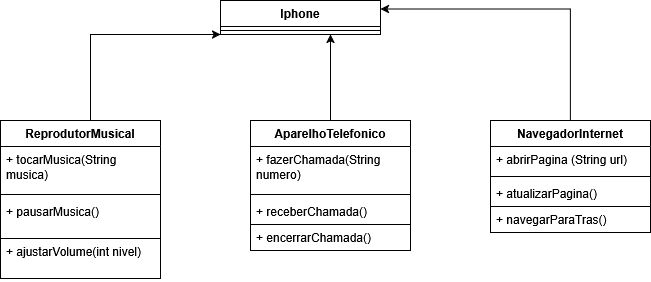 Iphone
ReprodutorMusical
+ tocarMusica(String
musica)
+ pausarMusica()
+ ajustarVolume(int nivel)
AparelhoTelefonico
+ fazerChamada(String
numero)
+ receberChamada()
+ encerrarChamada()
NavegadorInternet
+ abrirPagina (String url)
+ atualizarPagina()
+ navegarParaTras()